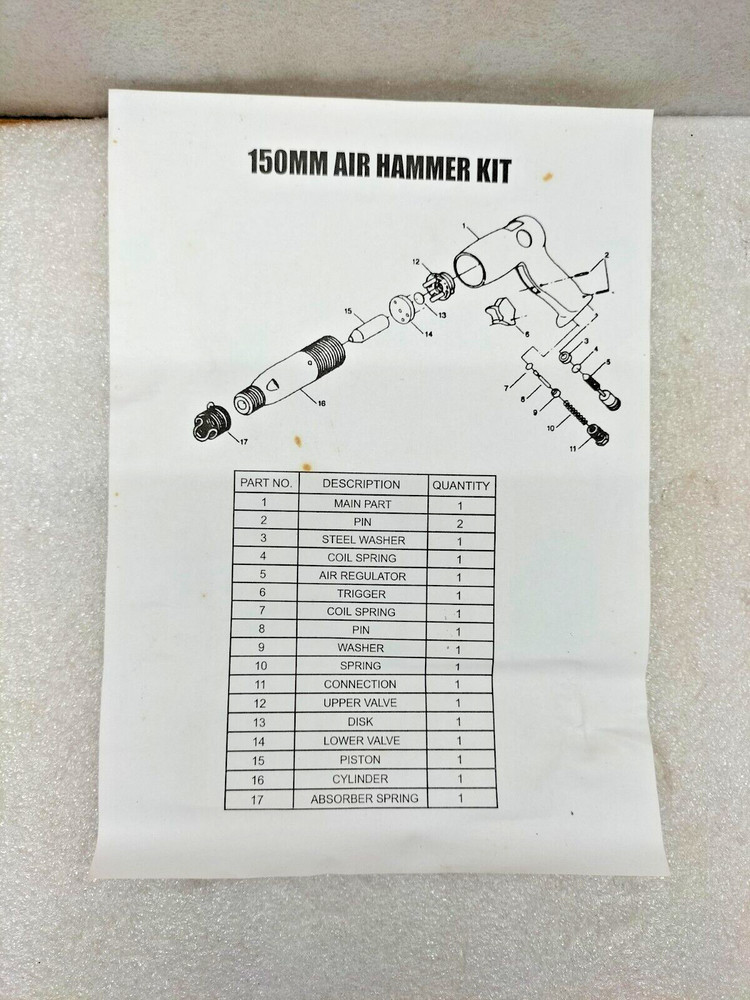 150MM AIR HAMMER KIT
1
2
12
13
14
15
6
3
4
5
7
8
9
10
11
16
17
PART NO. DESCRIPTION QUANTITY
1 MAIN PART 1
2 PIN 2
3 STEEL WASHER 1
4 COIL SPRING 1
5 AIR REGULATOR 1
6 TRIGGER 1
7 COIL SPRING 1
8 PIN 1
9 WASHER 1
10 SPRING 1
11 CONNECTION 1
12 UPPER VALVE 1
13 DISK 1
14 LOWER VALVE 1
15 PISTON 1
16 CYLINDER 1
17 ABSORBER SPRING 1